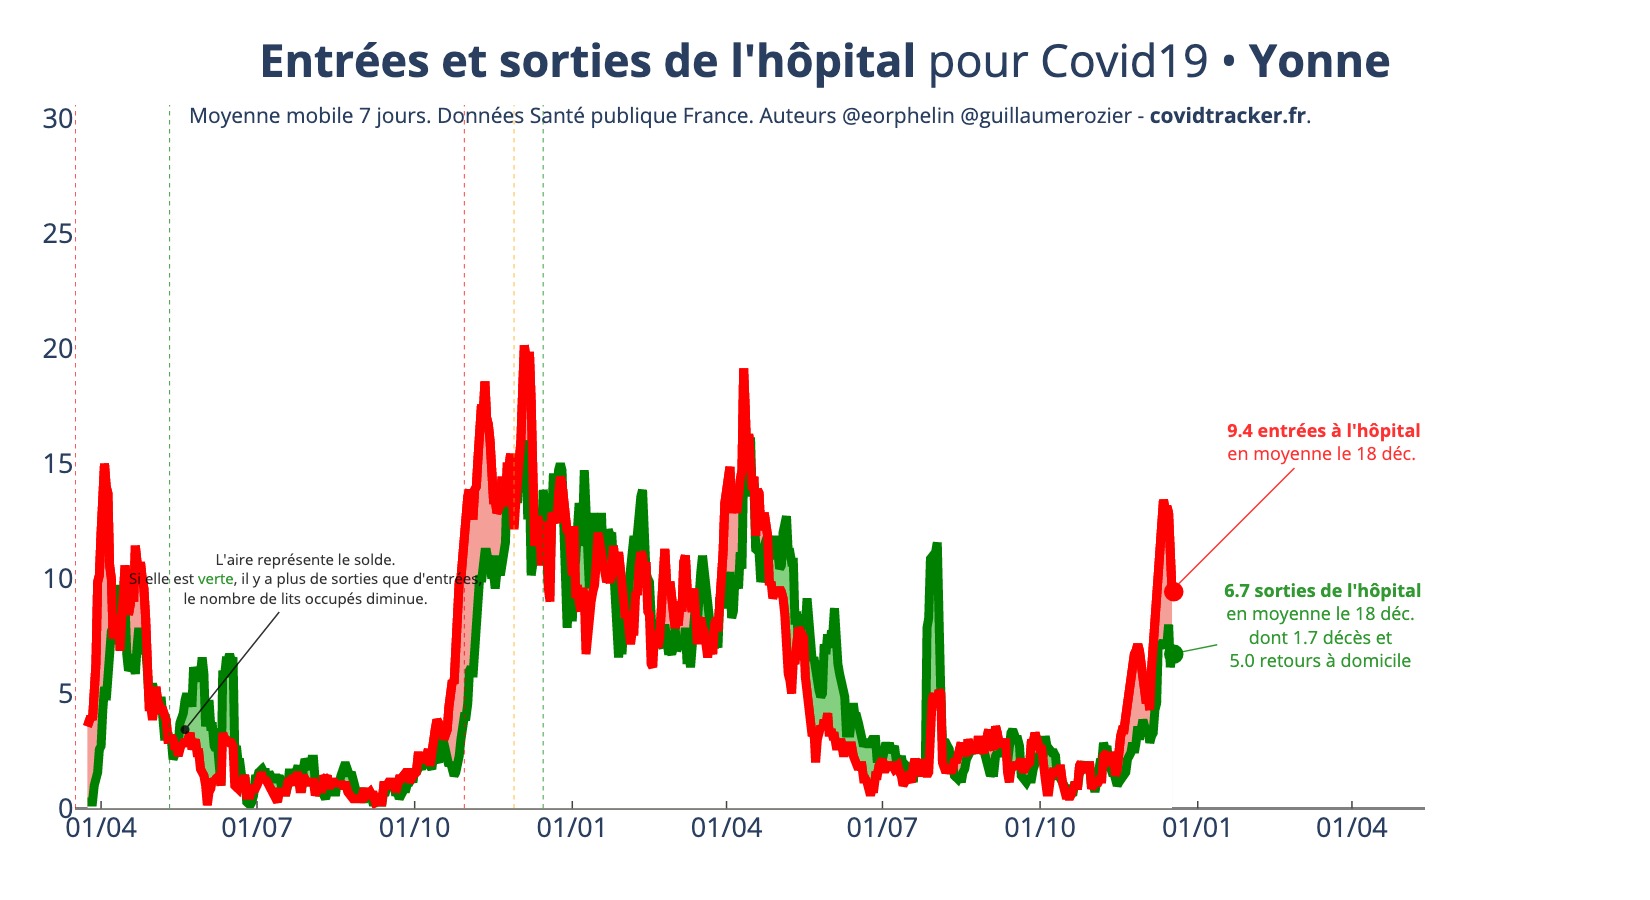 Entrées et sorties de l'hôpital pour Covid19 • Yonne
Moyenne mobile 7 jours. Données Santé publique France. Auteurs @eorphelin @guillaumerozier - covidtracker.fr.
30
25
20
15
10
5
0
L'aire représente le solde.
Si elle est verte, il y a plus de sorties que d'entrées,
le nombre de lits occupés diminue.
9.4 entrées à l'hôpital
en moyenne le 18 déc.
6.7 sorties de l'hôpital
en moyenne le 18 déc.
dont 1.7 décès et
5.0 retours à domicile
01/04 01/07 01/10 01/01 01/04 01/07 01/10 01/01 01/04